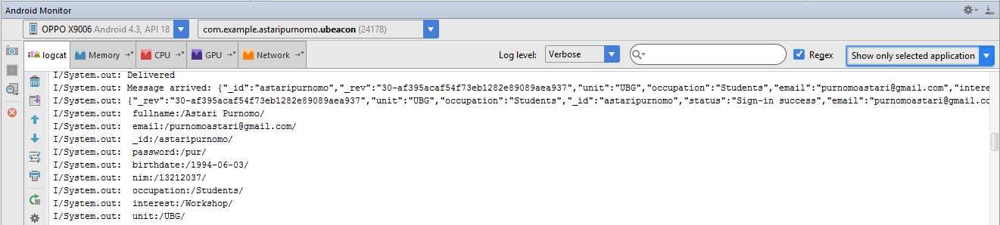 Android Monitor
OPPO X9006 Android 4.3, API 18
com.example.astaripurnomo.ubeacon (24178)
logcat Memory CPU GPU Network Log level: Verbose Regex Show only selected application
I/System.out: Delivered
I/System.out: Message arrived: {"_id":"astaripurnomo","_rev":"30-af395acaf54f73eb1282e89089aea937","unit":"UBG","occupation":"Students","email":"purnomoastari@gmail.com","intere
I/System.out: {"_rev":"30-af395acaf54f73eb1282e89089aea937","unit":"UBG","occupation":"Students","_id":"astaripurnomo","status":"Sign-in success","email":"purnomoastari@gmail.co
I/System.out: fullname:/Astari Purnomo/
I/System.out: email:/purnomoastari@gmail.com/
I/System.out: _id:/astaripurnomo/
I/System.out: password:/pur/
I/System.out: birthdate:/1994-06-03/
I/System.out: nim:/13212037/
I/System.out: occupation:/Students/
I/System.out: interest:/Workshop/
I/System.out: unit:/UBG/